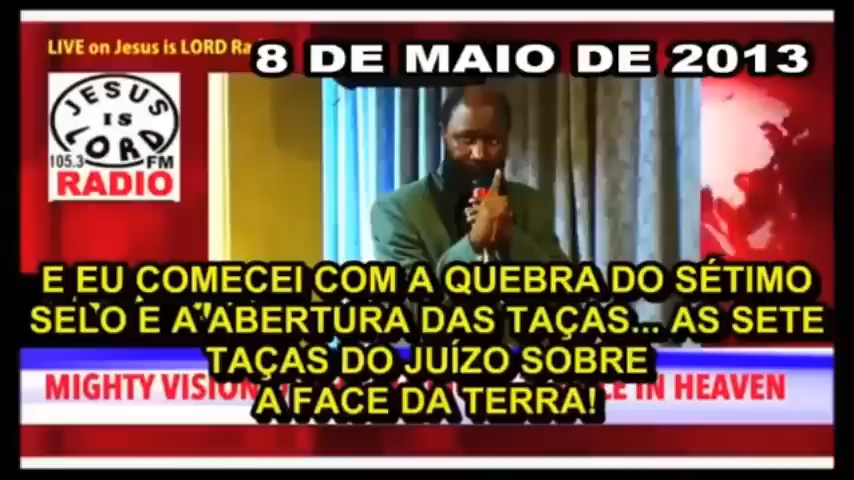 LIVE on Jesus is LORD Ra
8 DE MAIO DE 2013
JESUS
IS
LORD
105.3 FM
RADIO
E EU COMECEI COM A QUEBRA DO SÉTIMO
SELO E A ABERTURA DAS TAÇAS... AS SETE
TAÇAS DO JUÍZO SOBRE
A FACE DA TERRA!
MIGHTY VISION IN HEAVEN